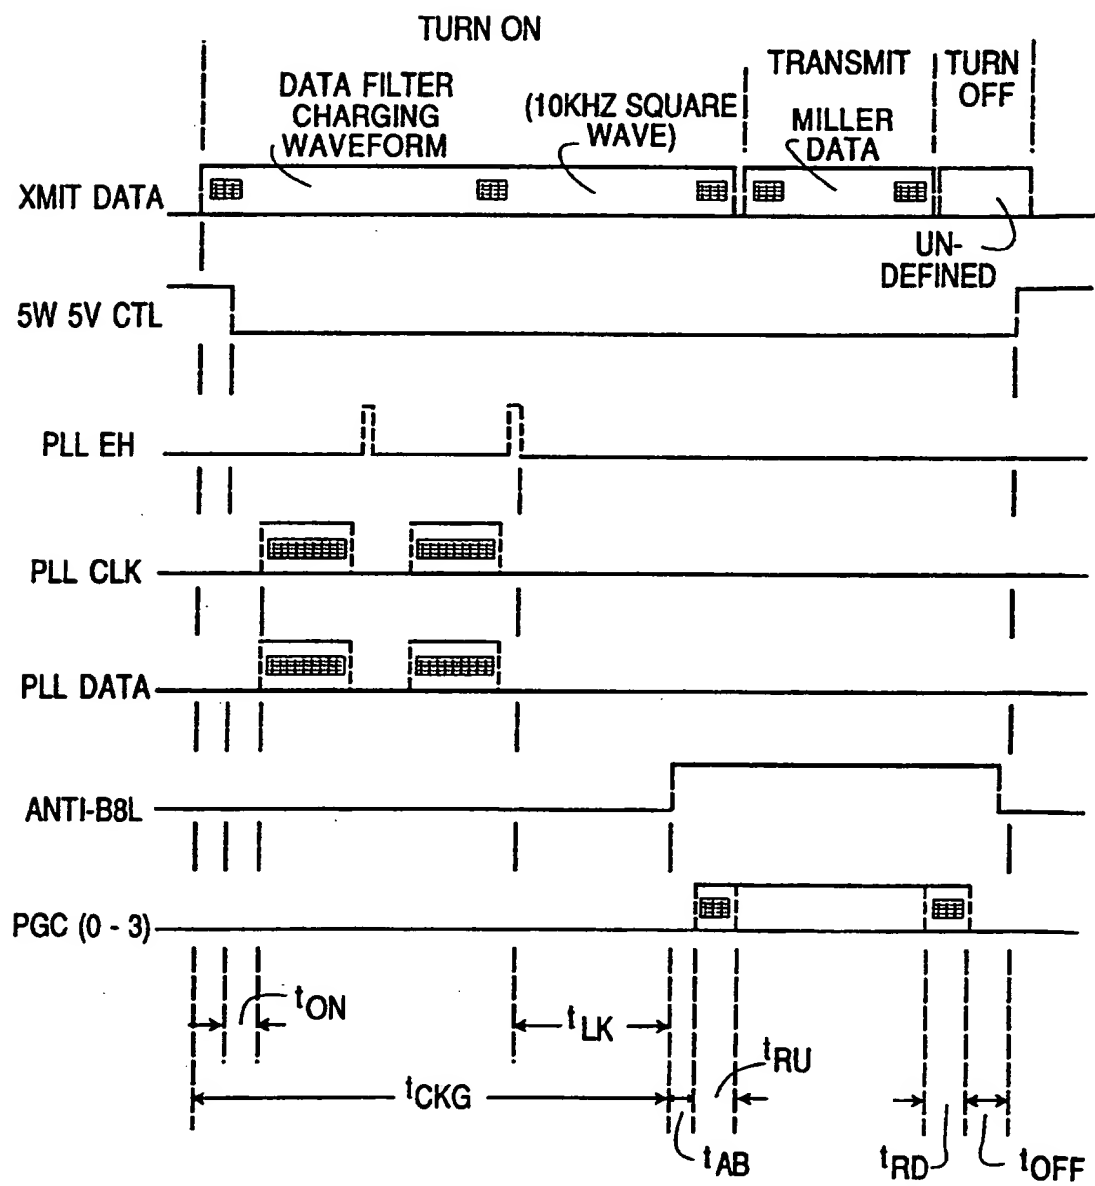 TURN ON
TRANSMIT
TURN
OFF
DATA FILTER
CHARGING
WAVEFORM
(10KHZ SQUARE
WAVE)
MILLER
DATA
XMIT DATA
UN-
DEFINED
5W 5V CTL
PLL EH
PLL CLK
PLL DATA
ANTI-B8L
PGC (0 - 3)
tON
tLK
tRU
tCKG
tAB
tRD
tOFF